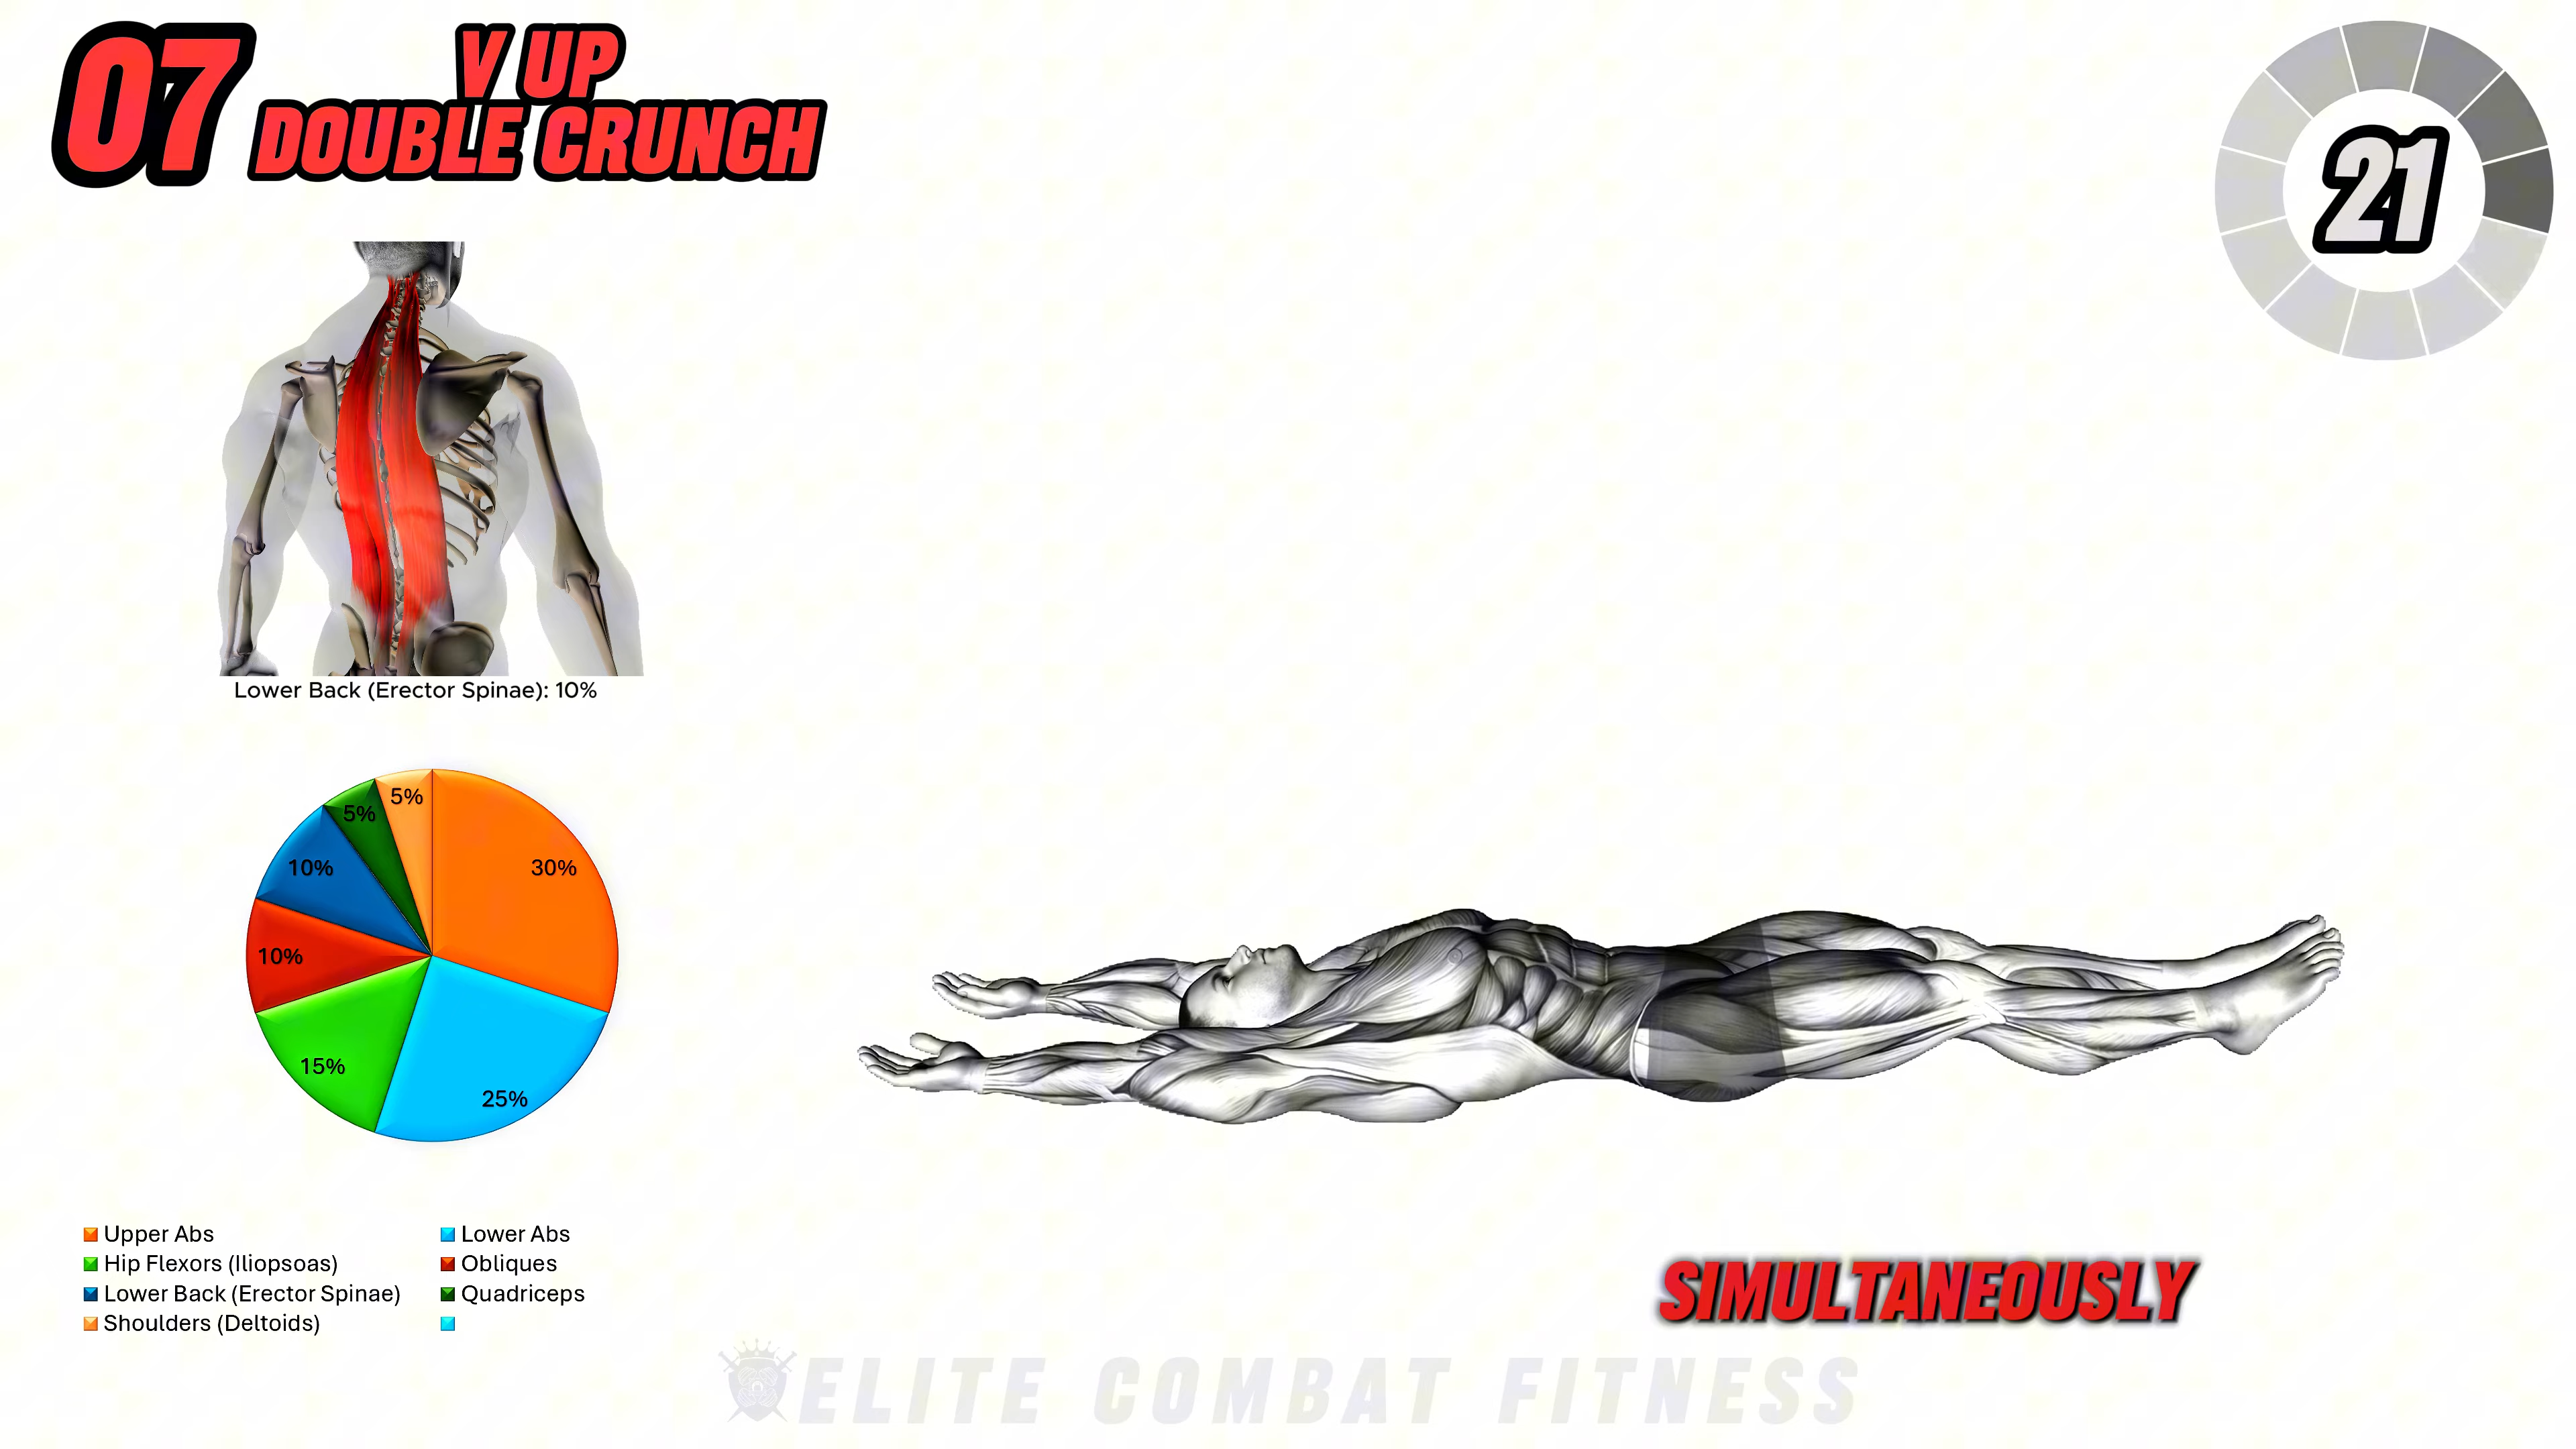 07
V UP
DOUBLE CRUNCH
21
Lower Back (Erector Spinae): 10%
5%
5%
30%
10%
10%
15%
25%
Upper Abs
Lower Abs
Hip Flexors (Iliopsoas)
Obliques
Lower Back (Erector Spinae)
Quadriceps
Shoulders (Deltoids)
SIMULTANEOUSLY
ELITE COMBAT FITNESS